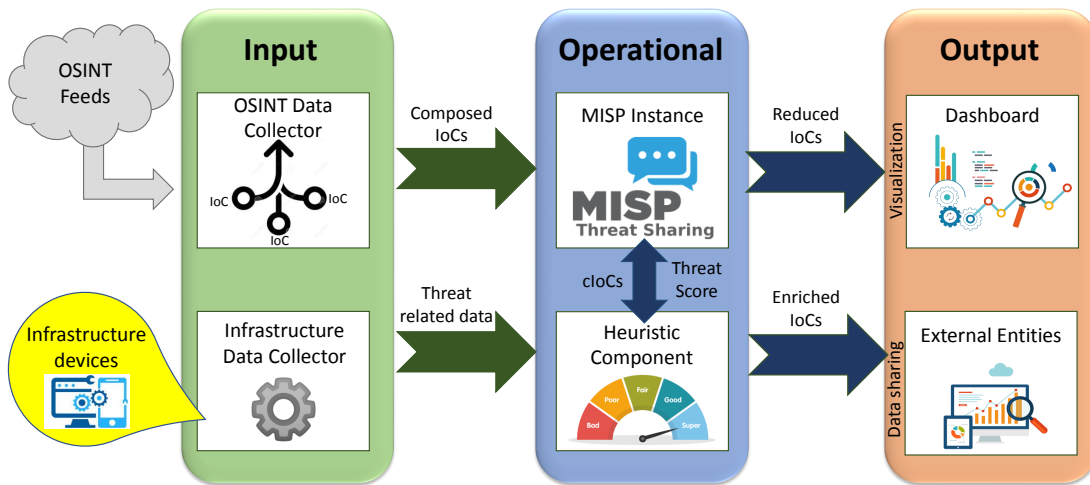 OSINT
Feeds
Input
OSINT Data
Collector
IoC
IoC
IoC
Composed
IoCs
Operational
MISP Instance
MISP
Threat Sharing
Reduced
IoCs
Output
Visualization
Dashboard
Infrastructure
devices
Infrastructure
Data Collector
Threat
related data
cIoCs
Threat
Score
Heuristic
Component
Bad
Poor
Fair
Good
Super
Enriched
IoCs
Data sharing
External Entities